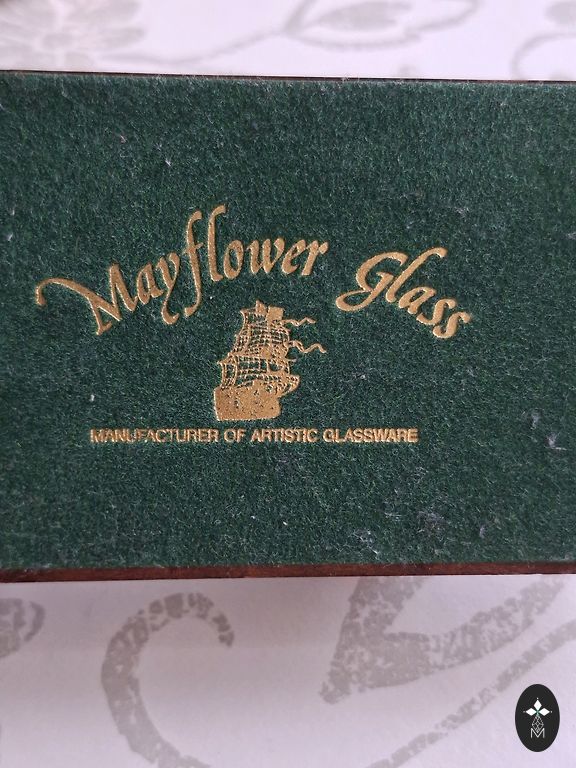 Mayflower Glass
MANUFACTURER OF ARTISTIC GLASSWARE
M